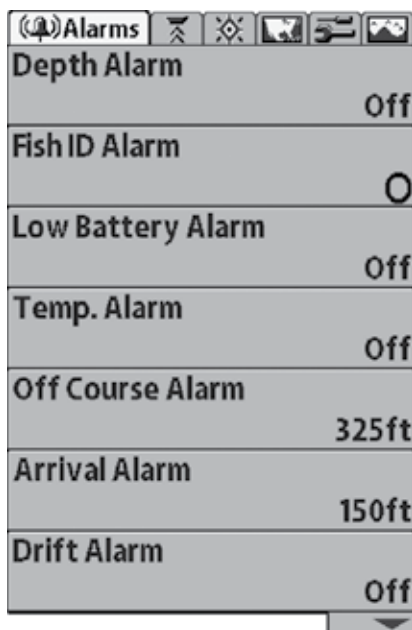 Alarms
Depth Alarm
Off
Fish ID Alarm
O
Low Battery Alarm
Off
Temp. Alarm
Off
Off Course Alarm
325ft
Arrival Alarm
150ft
Drift Alarm
Off